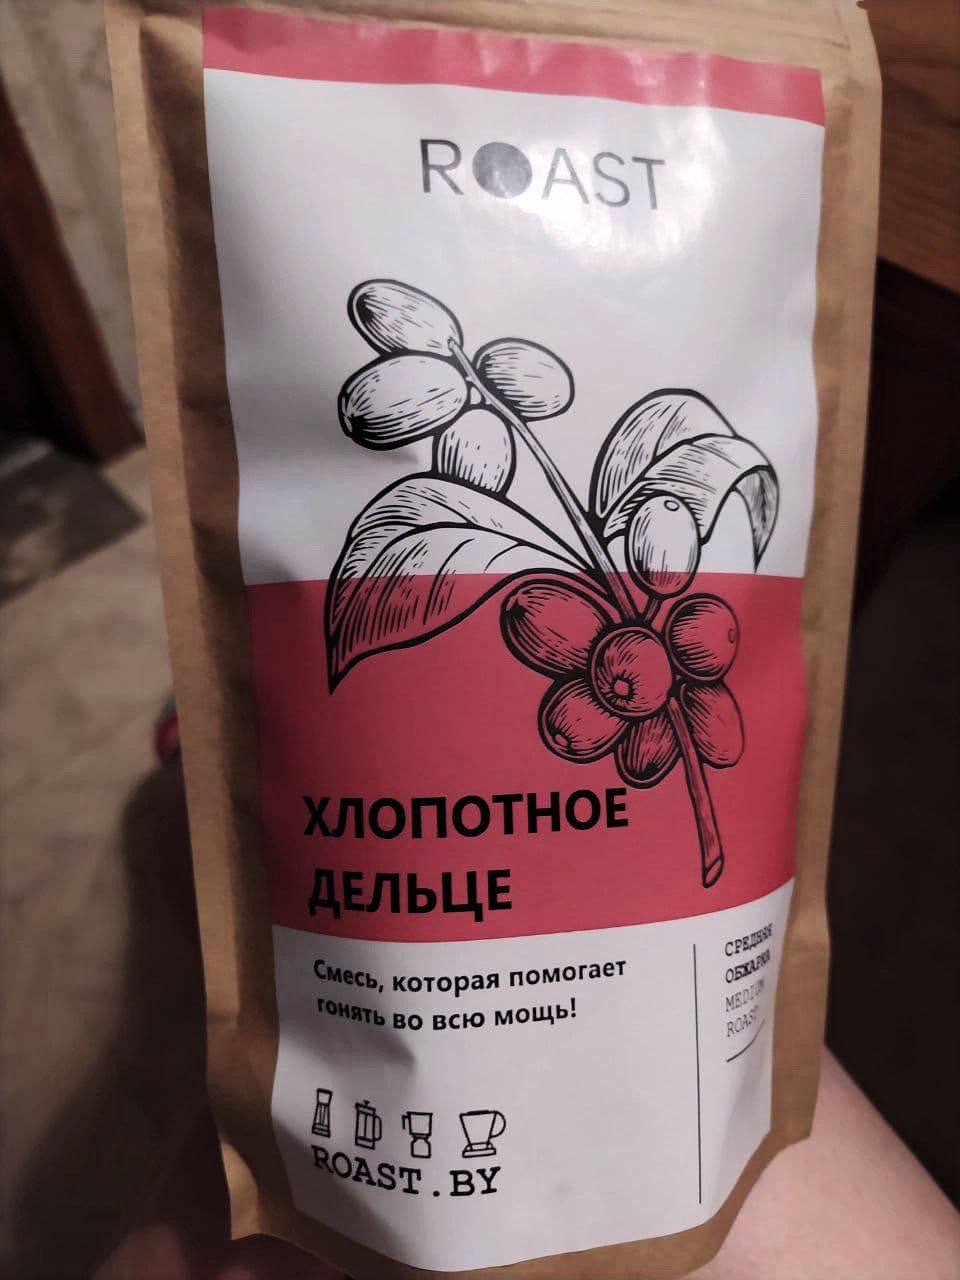 ROAST
ХЛОПОТНОЕ
ДЕЛЬЦЕ
Смесь, которая помогает
гонять во всю мощь!
СРЕДНЯЯ
ОБЖАРКА
MEDIUM
ROAST
ROAST.BY